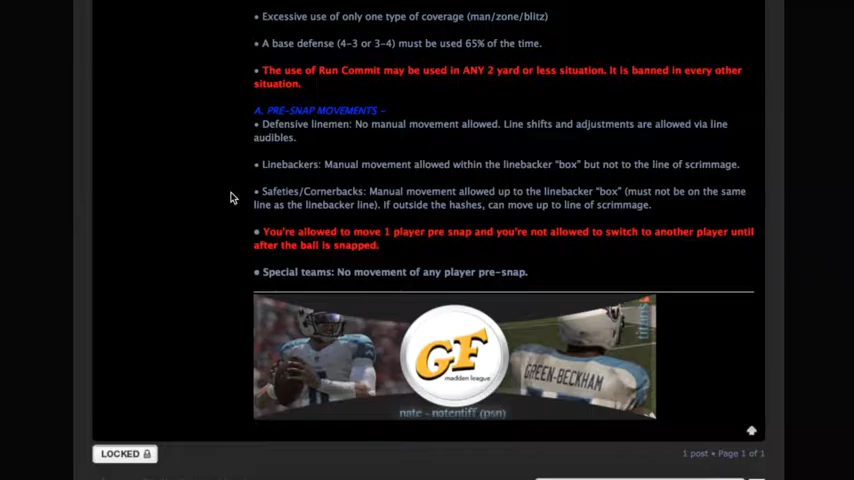 • Excessive use of only one type of coverage (man/zone/blitz)
• A base defense (4-3 or 3-4) must be used 65% of the time.
• The use of Run Commit may be used in ANY 2 yard or less situation. It is banned in every other
situation.
A. PRE-SNAP MOVEMENTS -
• Defensive linemen: No manual movement allowed. Line shifts and adjustments are allowed via line
audibles.
• Linebackers: Manual movement allowed within the linebacker "box" but not to the line of scrimmage.
• Safeties/Cornerbacks: Manual movement allowed up to the linebacker "box" (must not be on the same
line as the linebacker line). If outside the hashes, can move up to line of scrimmage.
• You're allowed to move 1 player pre snap and you're not allowed to switch to another player until
after the ball is snapped.
• Special teams: No movement of any player pre-snap.
titans
GF
madden league
GREEN-BECKHAM
nate - natentiff (psn)
LOCKED
1 post • Page 1 of 1